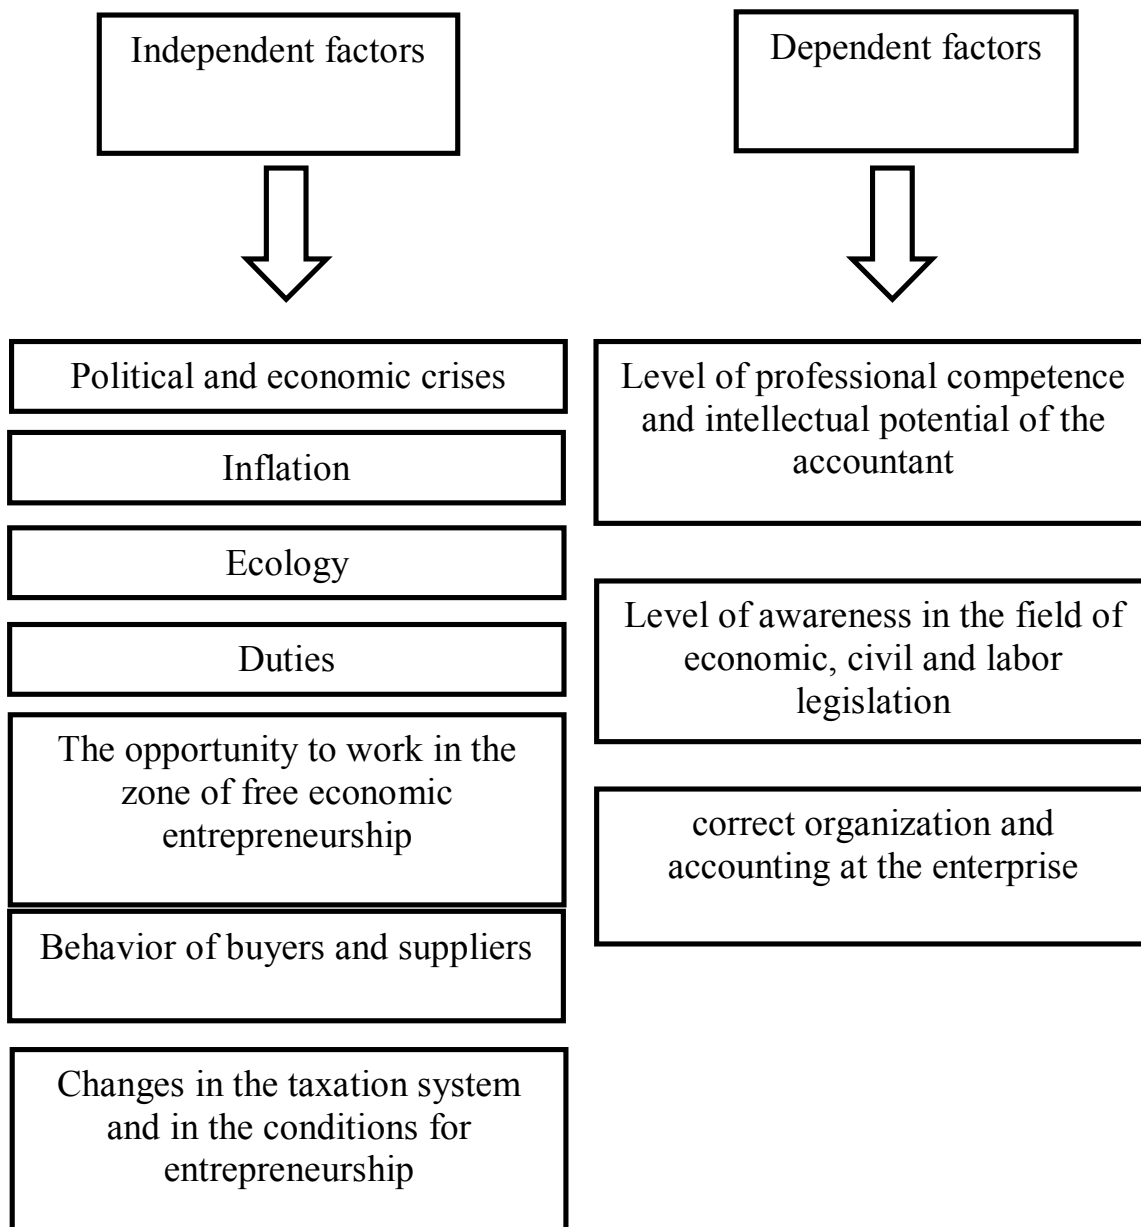 Independent factors
Dependent factors
Political and economic crises
Inflation
Ecology
Duties
The opportunity to work in the
zone of free economic
entrepreneurship
Behavior of buyers and suppliers
Changes in the taxation system
and in the conditions for
entrepreneurship
Level of professional competence
and intellectual potential of the
accountant
Level of awareness in the field of
economic, civil and labor
legislation
correct organization and
accounting at the enterprise